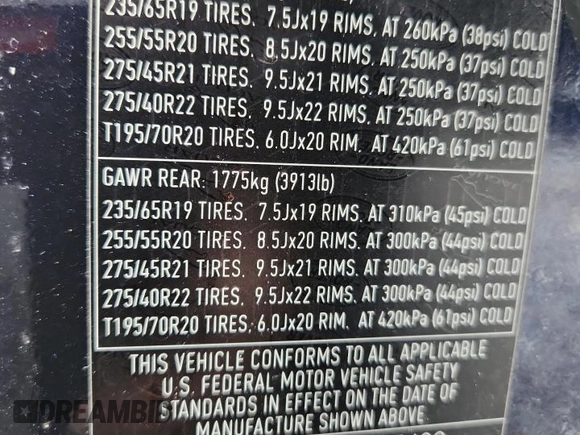 235/65R19 TIRES. 7.5Jx19 RIMS. AT 260kPa (38psi) COLD
255/55R20 TIRES. 8.5Jx20 RIMS. AT 250kPa (37psi) COLD
275/45R21 TIRES. 9.5Jx21 RIMS. AT 250kPa (37psi) COLD
275/40R22 TIRES. 9.5Jx22 RIMS. AT 250kPa (37psi) COLD
T195/70R20 TIRES. 6.0Jx20 RIM. AT 420kPa (61psi) COLD
GAWR REAR: 1775kg (3913lb)
235/65R19 TIRES. 7.5Jx19 RIMS. AT 310kPa (45psi) COLD
255/55R20 TIRES. 8.5Jx20 RIMS. AT 300kPa (44psi) COLD
275/45R21 TIRES. 9.5Jx21 RIMS. AT 300kPa (44psi) COLD
275/40R22 TIRES. 9.5Jx22 RIMS. AT 300kPa (44psi) COLD
T195/70R20 TIRES. 6.0Jx20 RIM. AT 420kPa (61psi) COLD
THIS VEHICLE CONFORMS TO ALL APPLICABLE
U.S. FEDERAL MOTOR VEHICLE SAFETY
STANDARDS IN EFFECT ON THE DATE OF
MANUFACTURE SHOWN ABOVE.
DREAMBID